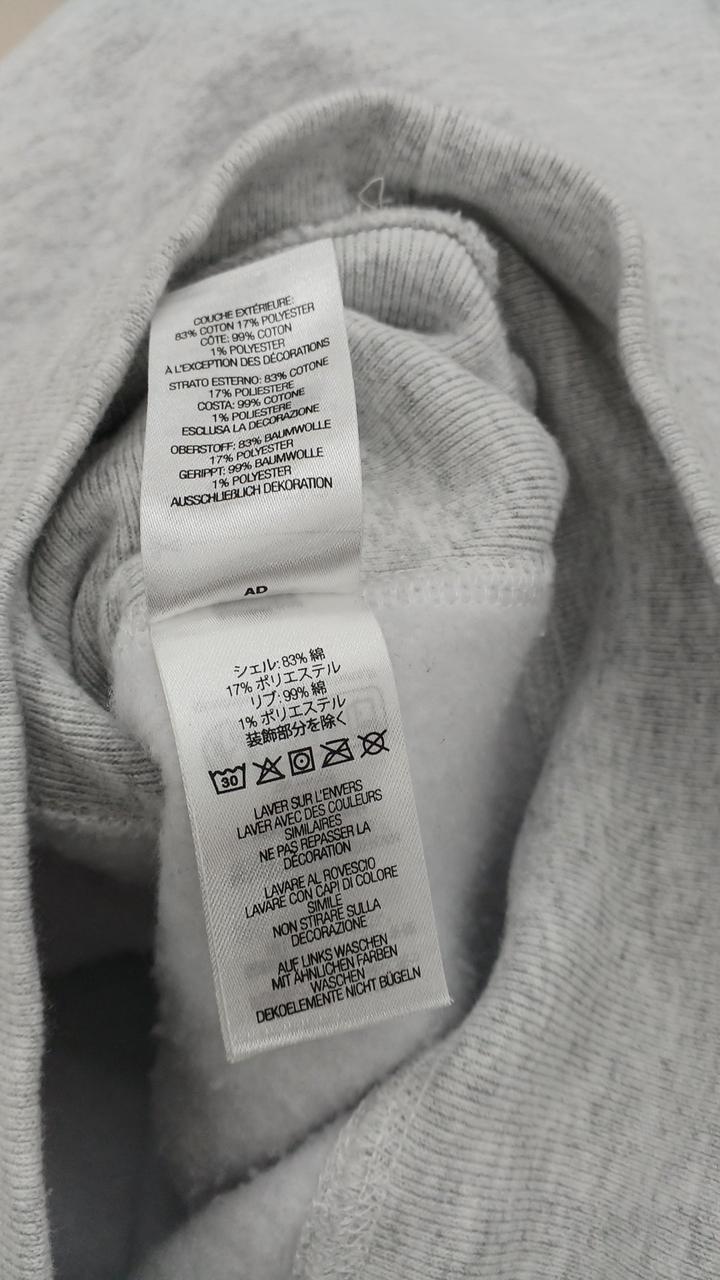 COUCHE EXTÉRIEURE:
83% COTON 17% POLYESTER
CÔTE: 99% COTON
1% POLYESTER
À L'EXCEPTION DES DÉCORATIONS
STRATO ESTERNO: 83% COTONE
17% POLIESTERE
COSTA: 99% COTONE
1% POLIESTERE
ESCLUSA LA DECORAZIONE
OBERSTOFF: 83% BAUMWOLLE
17% POLYESTER
GERIPPT: 99% BAUMWOLLE
1% POLYESTER
AUSSCHLIEßLICH DEKORATION
AD
シェル: 83% 綿
17% ポリエステル
リブ: 99% 綿
1% ポリエステル
装飾部分を除く
30
LAVER SUR L'ENVERS
LAVER AVEC DES COULEURS
SIMILAIRES
NE PAS REPASSER LA
DÉCORATION
LAVARE AL ROVESCIO
LAVARE CON CAPI DI COLORE
SIMILE
NON STIRARE SULLA
DECORAZIONE
AUF LINKS WASCHEN
MIT ÄHNLICHEN FARBEN
WASCHEN
DEKOELEMENTE NICHT BÜGELN